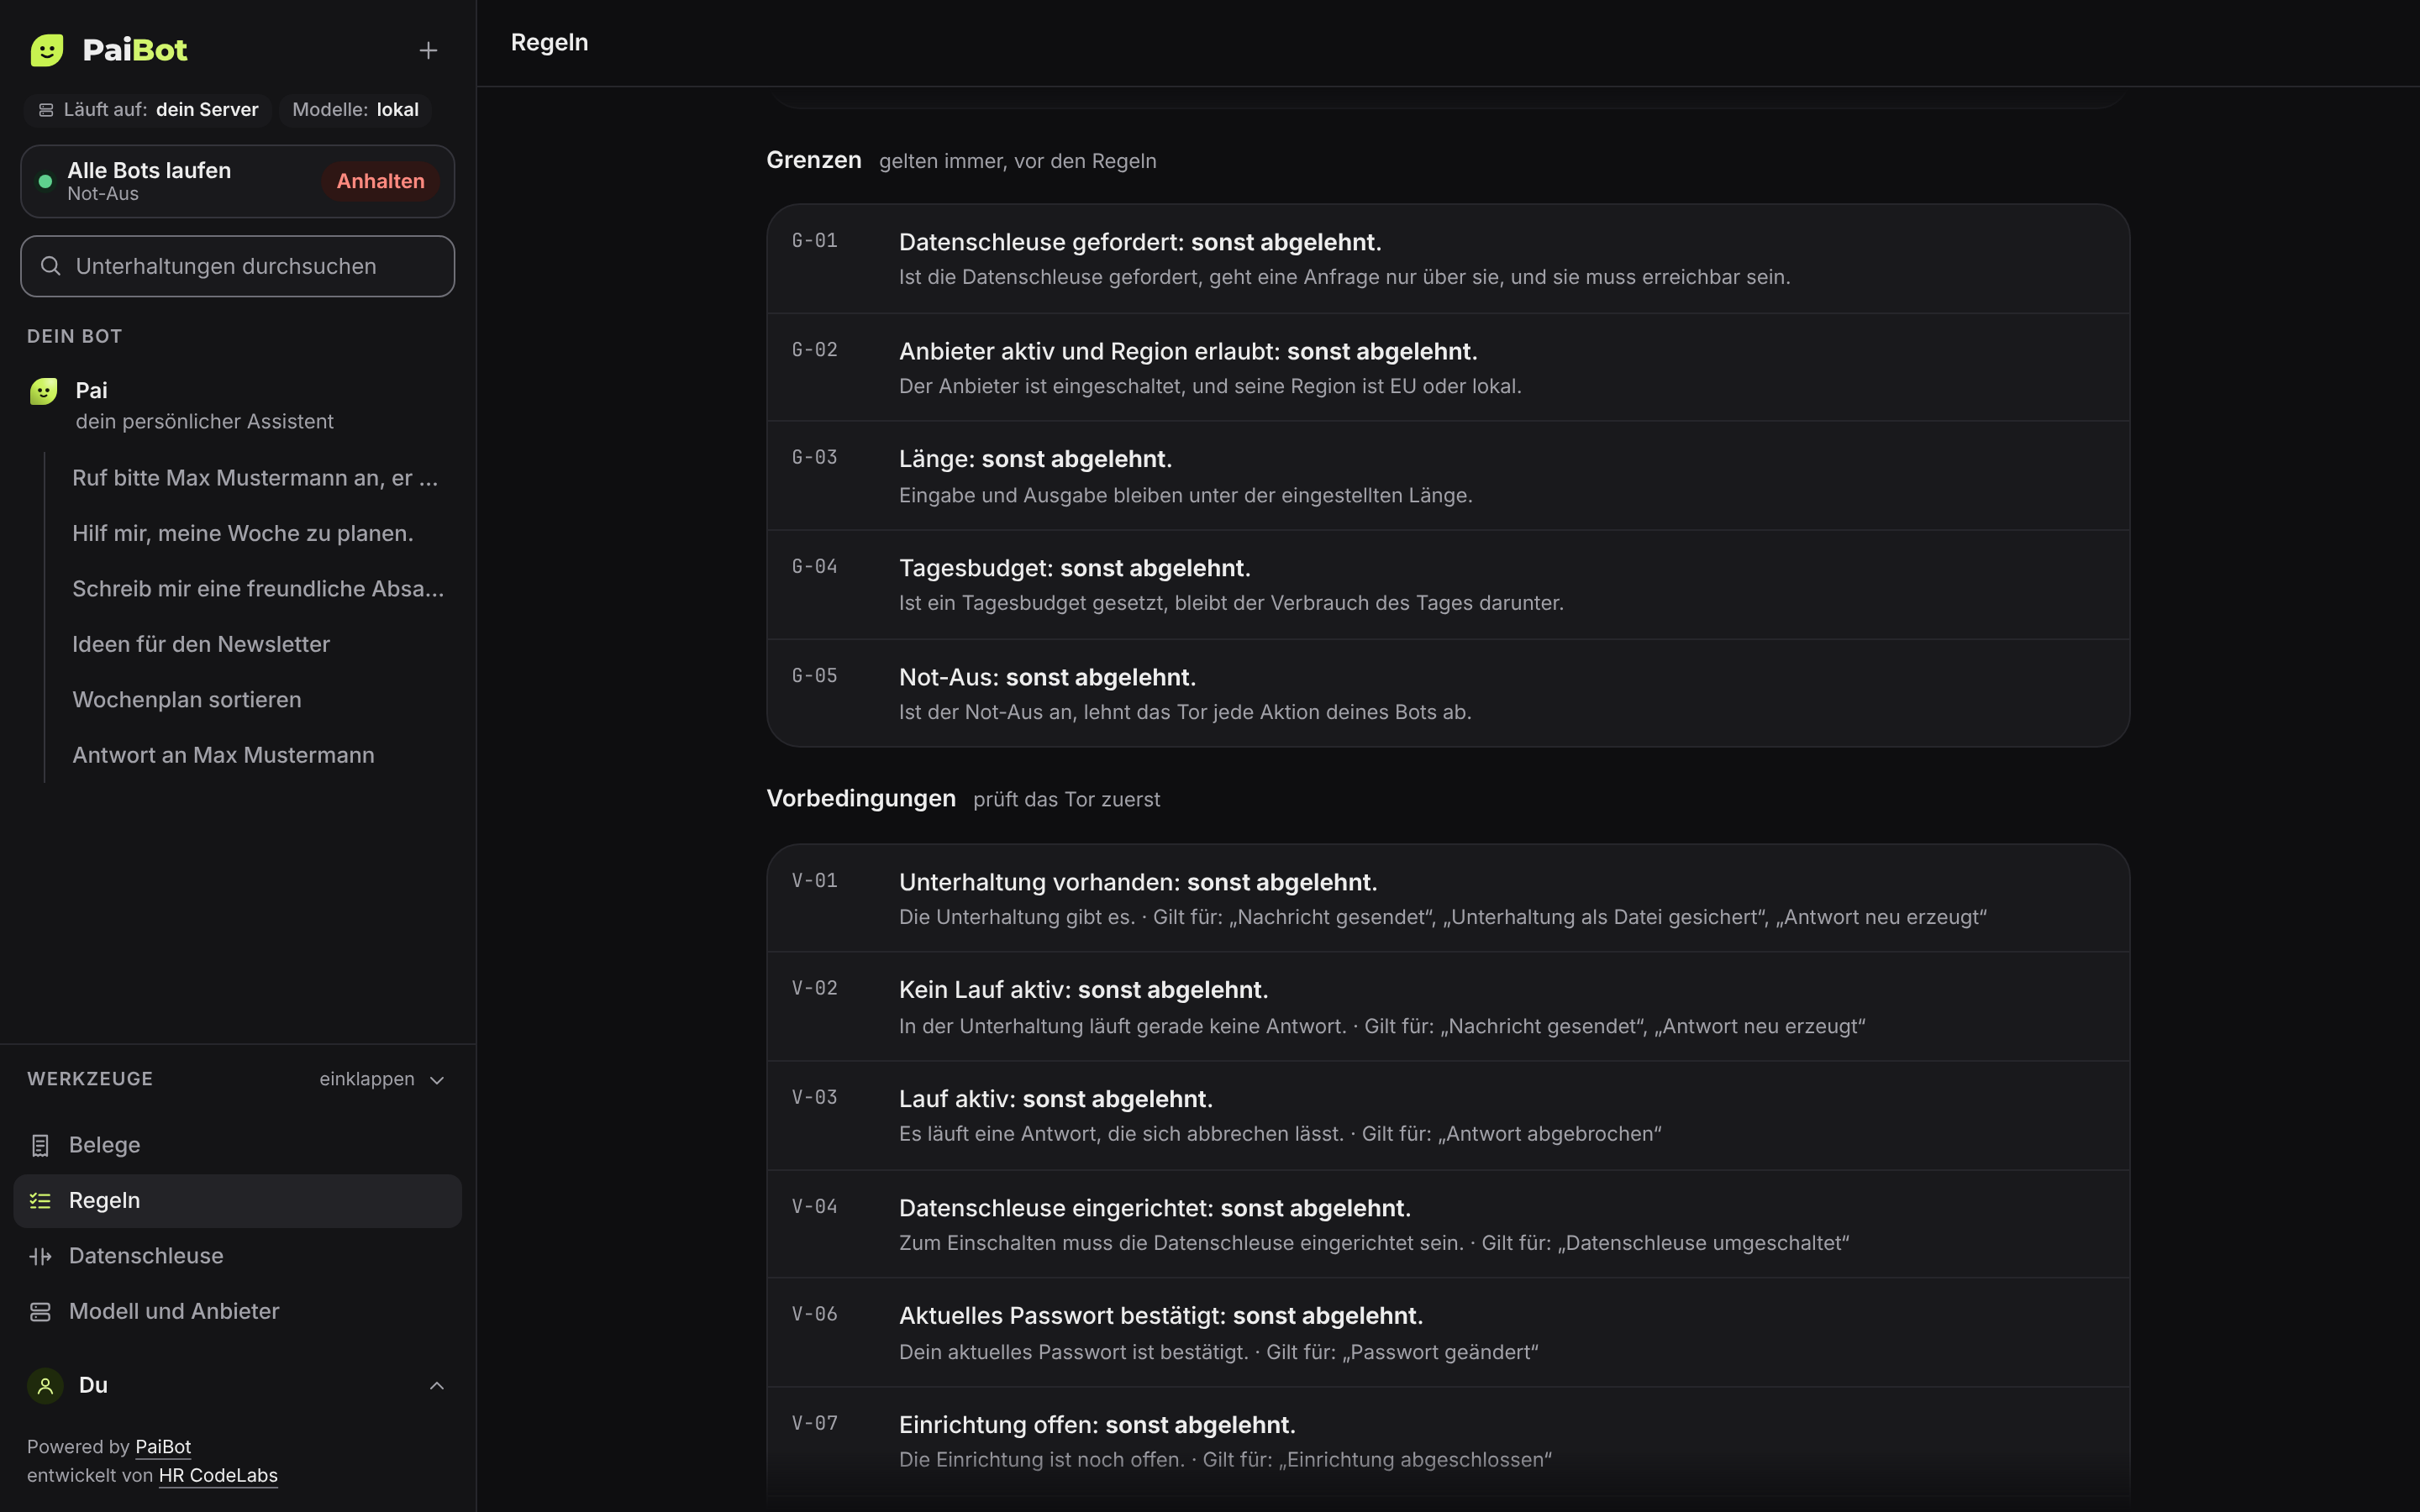 PaiBot
Läuft auf: dein Server
Modelle: lokal
Alle Bots laufen
Not-Aus
Anhalten
Unterhaltungen durchsuchen
DEIN BOT
Pai
dein persönlicher Assistent
Ruf bitte Max Mustermann an, er ...
Hilf mir, meine Woche zu planen.
Schreib mir eine freundliche Absa...
Ideen für den Newsletter
Wochenplan sortieren
Antwort an Max Mustermann
WERKZEUGE
einklappen
Belege
Regeln
Datenschleuse
Modell und Anbieter
Du
Powered by PaiBot
entwickelt von HR CodeLabs
Regeln
Grenzen gelten immer, vor den Regeln
G-01 Datenschleuse gefordert: sonst abgelehnt.
Ist die Datenschleuse gefordert, geht eine Anfrage nur über sie, und sie muss erreichbar sein.
G-02 Anbieter aktiv und Region erlaubt: sonst abgelehnt.
Der Anbieter ist eingeschaltet, und seine Region ist EU oder lokal.
G-03 Länge: sonst abgelehnt.
Eingabe und Ausgabe bleiben unter der eingestellten Länge.
G-04 Tagesbudget: sonst abgelehnt.
Ist ein Tagesbudget gesetzt, bleibt der Verbrauch des Tages darunter.
G-05 Not-Aus: sonst abgelehnt.
Ist der Not-Aus an, lehnt das Tor jede Aktion deines Bots ab.
Vorbedingungen prüft das Tor zuerst
V-01 Unterhaltung vorhanden: sonst abgelehnt.
Die Unterhaltung gibt es. · Gilt für: „Nachricht gesendet“, „Unterhaltung als Datei gesichert“, „Antwort neu erzeugt“
V-02 Kein Lauf aktiv: sonst abgelehnt.
In der Unterhaltung läuft gerade keine Antwort. · Gilt für: „Nachricht gesendet“, „Antwort neu erzeugt“
V-03 Lauf aktiv: sonst abgelehnt.
Es läuft eine Antwort, die sich abbrechen lässt. · Gilt für: „Antwort abgebrochen“
V-04 Datenschleuse eingerichtet: sonst abgelehnt.
Zum Einschalten muss die Datenschleuse eingerichtet sein. · Gilt für: „Datenschleuse umgeschaltet“
V-06 Aktuelles Passwort bestätigt: sonst abgelehnt.
Dein aktuelles Passwort ist bestätigt. · Gilt für: „Passwort geändert“
V-07 Einrichtung offen: sonst abgelehnt.
Die Einrichtung ist noch offen. · Gilt für: „Einrichtung abgeschlossen“